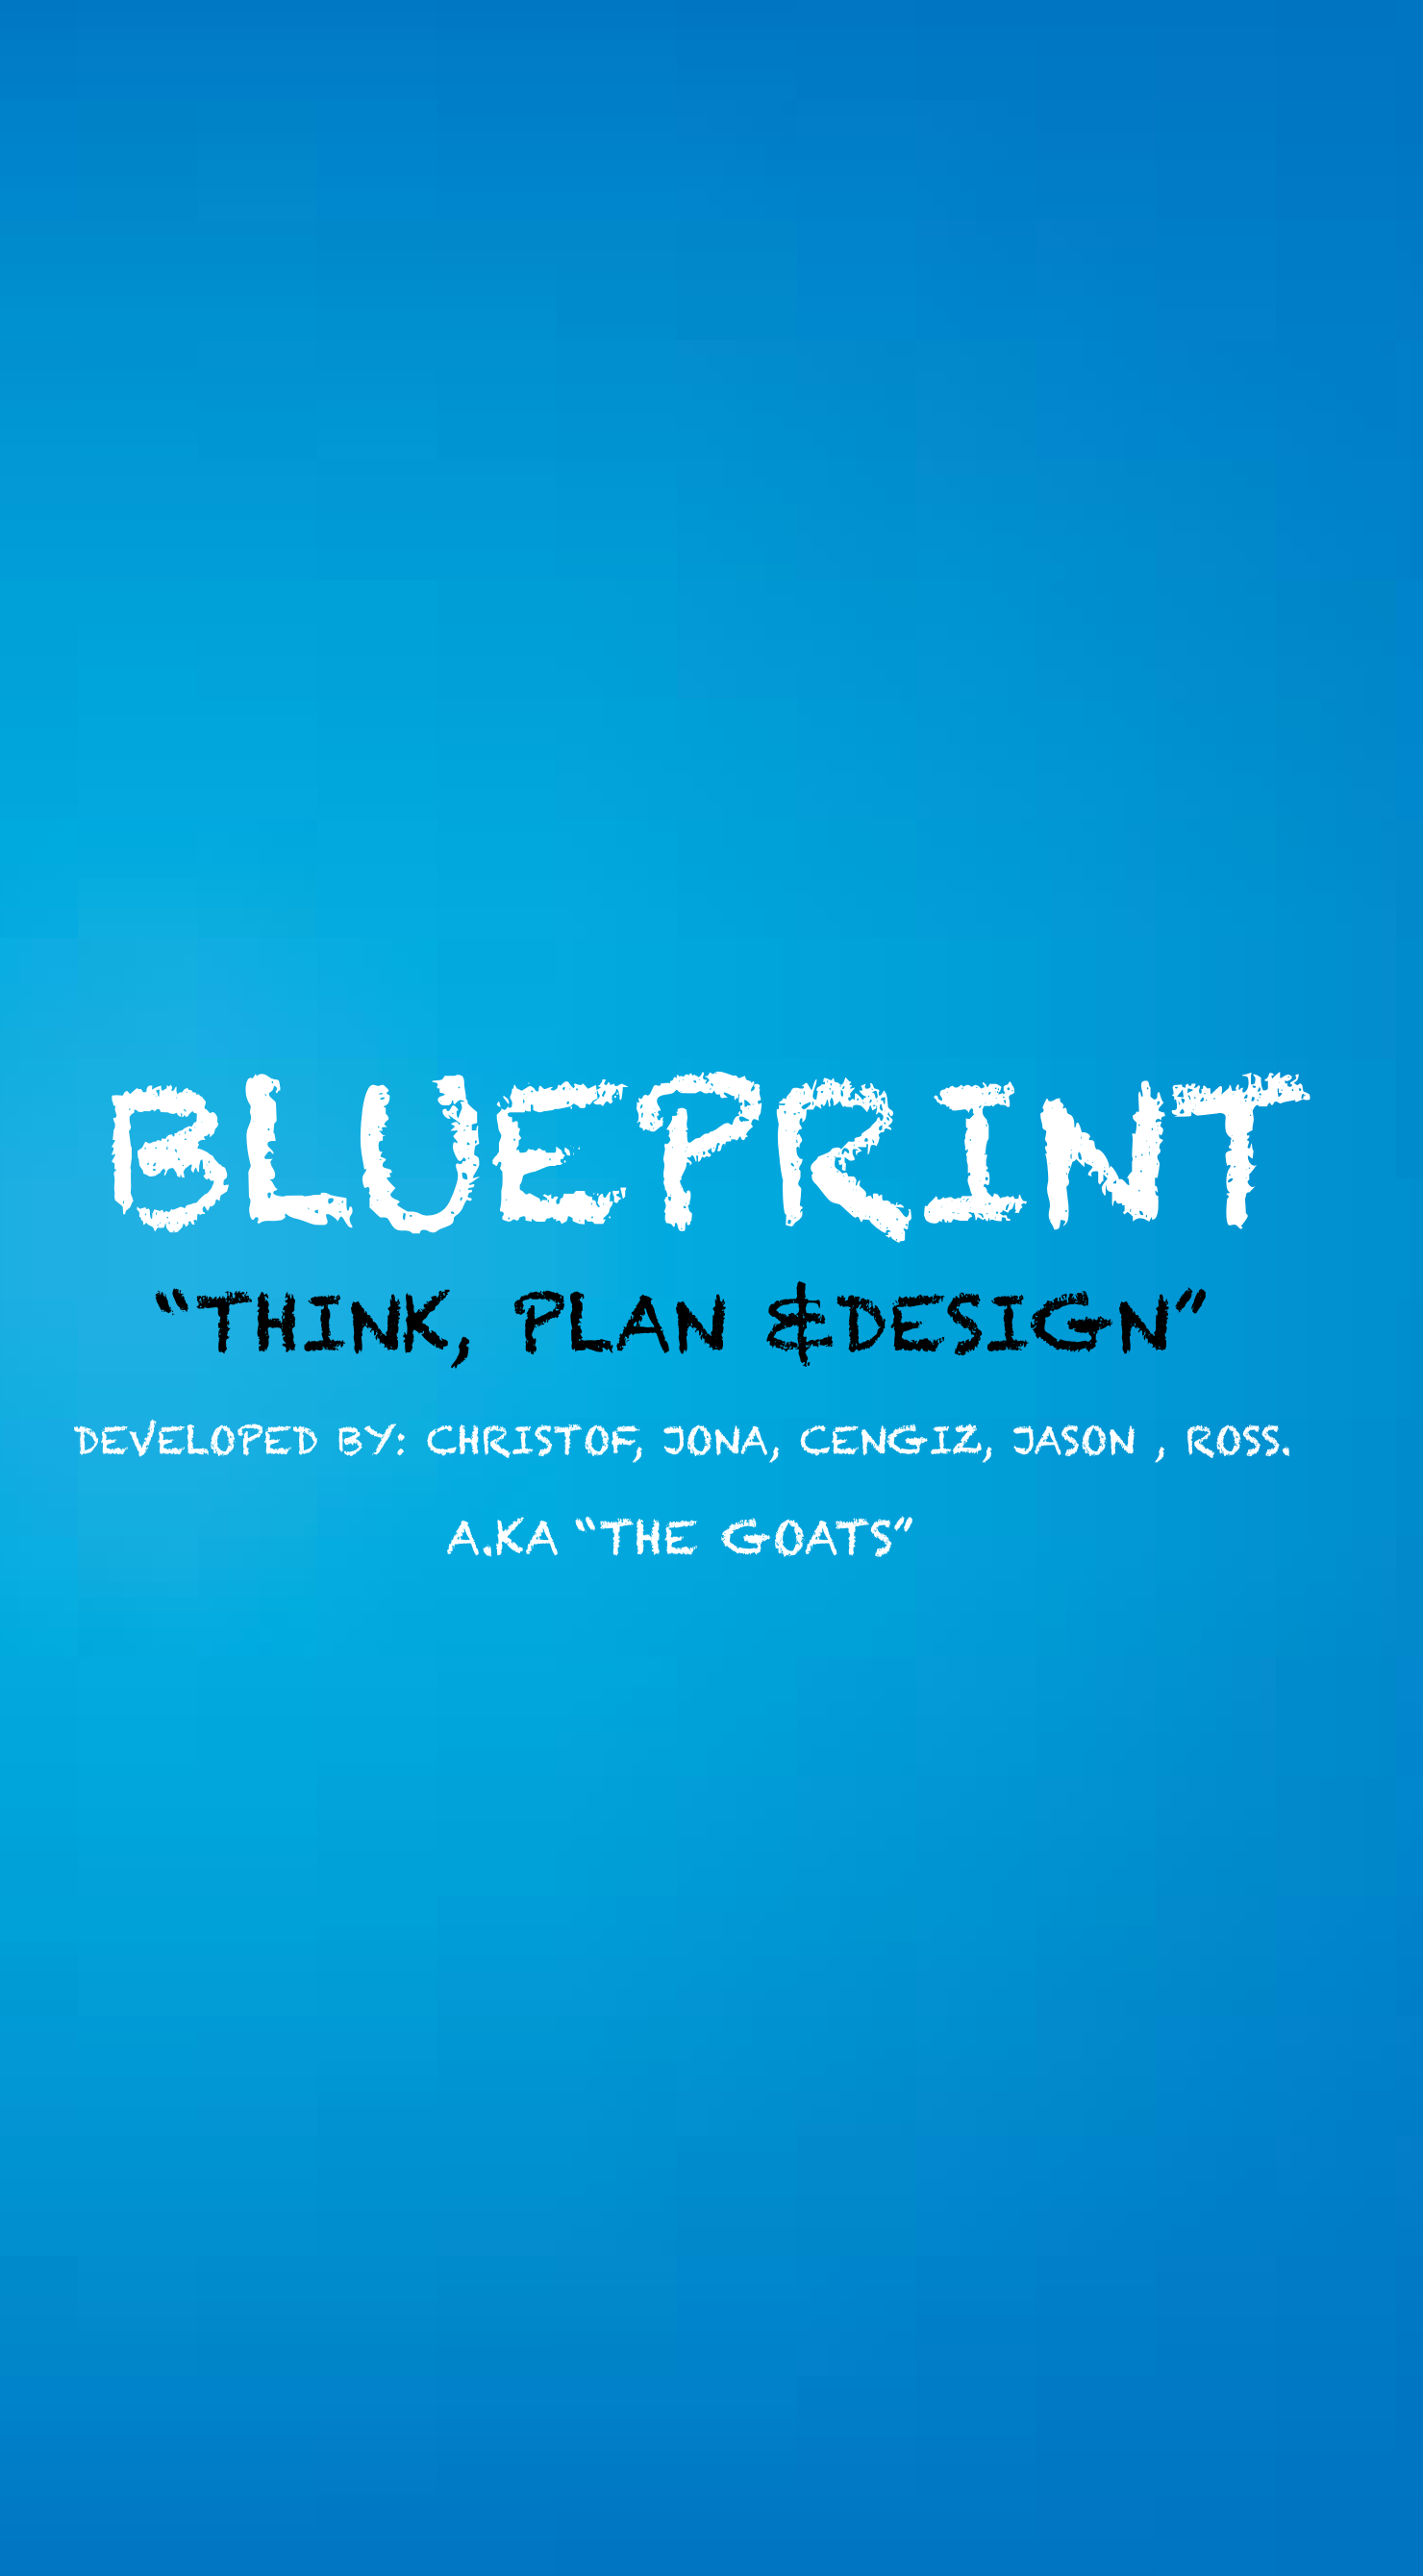 BLUEPRINT
“THINK, PLAN &DESIGN”
DEVELOPED BY: CHRISTOF, JONA, CENGIZ, JASON , ROSS.
A.KA “THE GOATS”